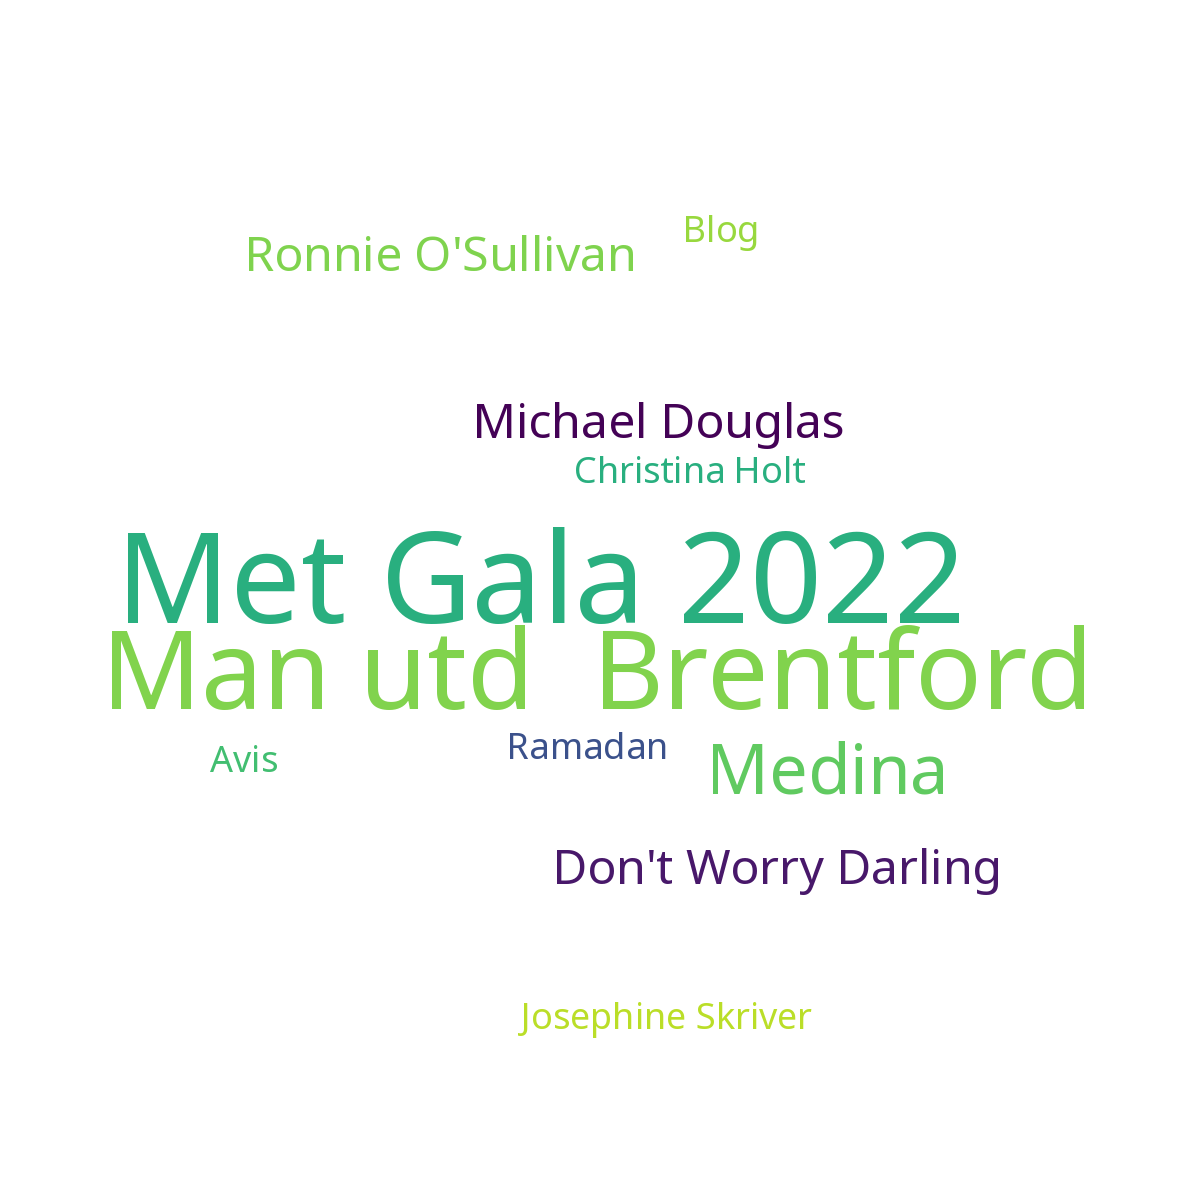 Blog
Ronnie O'Sullivan
Michael Douglas
Christina Holt
Met Gala 2022
Man utd  Brentford
Avis
Ramadan
Medina
Don't Worry Darling
Josephine Skriver